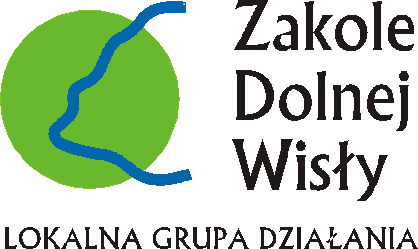 Zakole
Dolnej
Wisły
LOKALNA GRUPA DZIAŁANIA